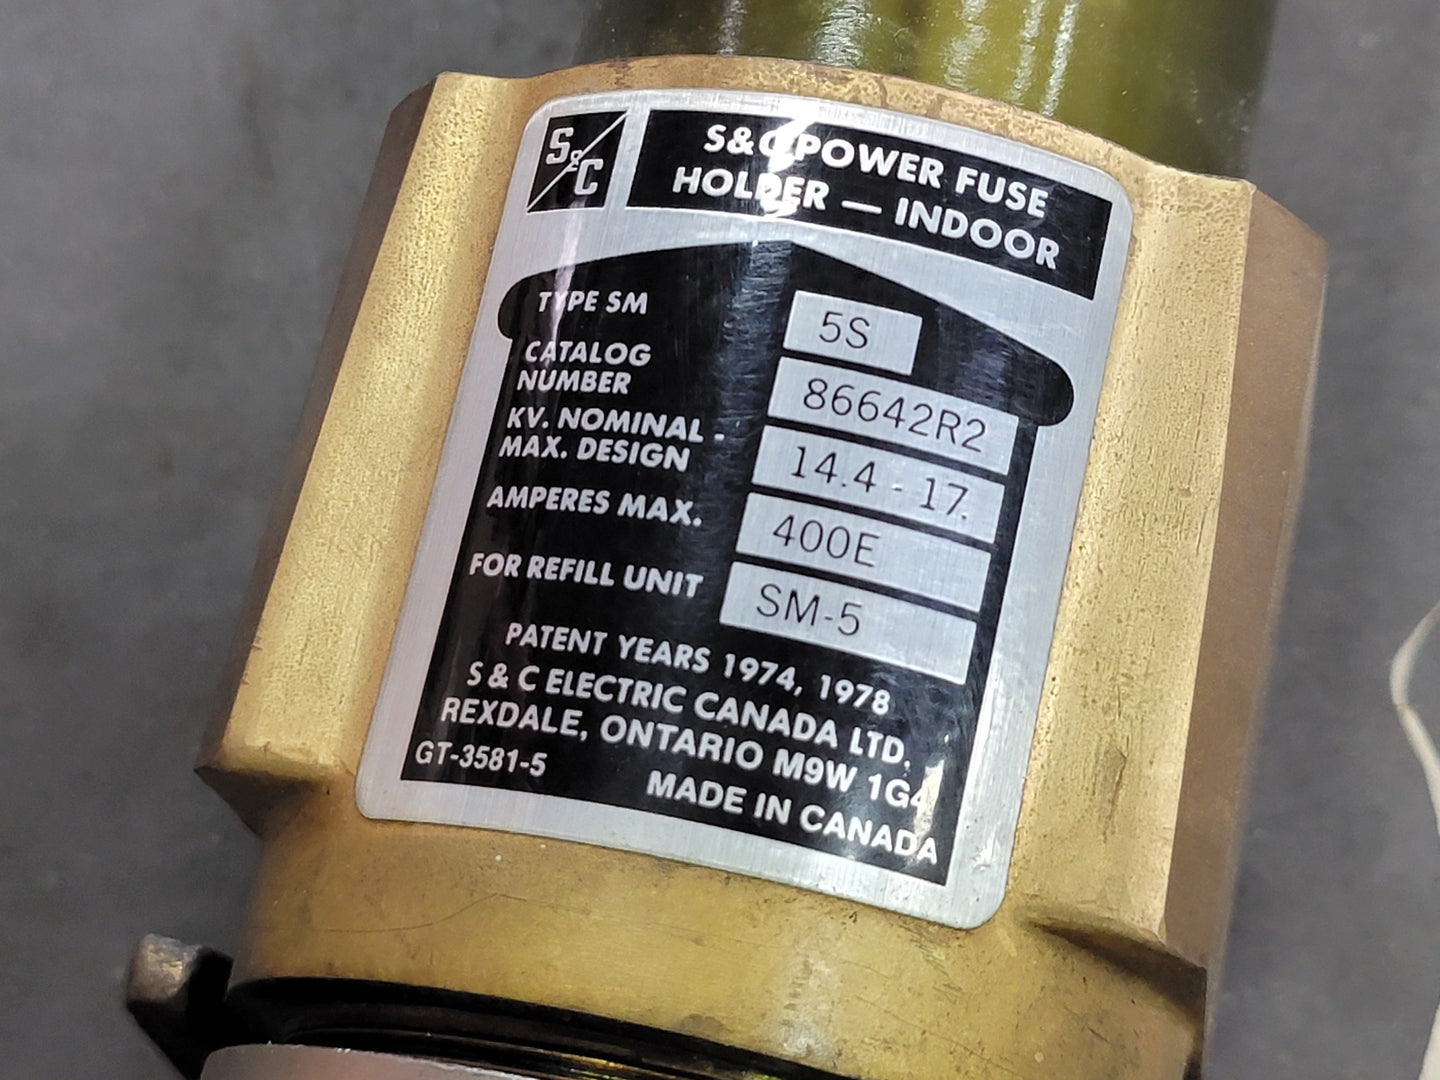 S&C
S&C POWER FUSE
HOLDER — INDOOR
TYPE SM 5S
CATALOG
NUMBER 86642R2
KV. NOMINAL -
MAX. DESIGN 14.4 - 17.
AMPERES MAX. 400E
FOR REFILL UNIT SM-5
PATENT YEARS 1974, 1978
S & C ELECTRIC CANADA LTD.
REXDALE, ONTARIO M9W 1G4
GT-3581-5
MADE IN CANADA